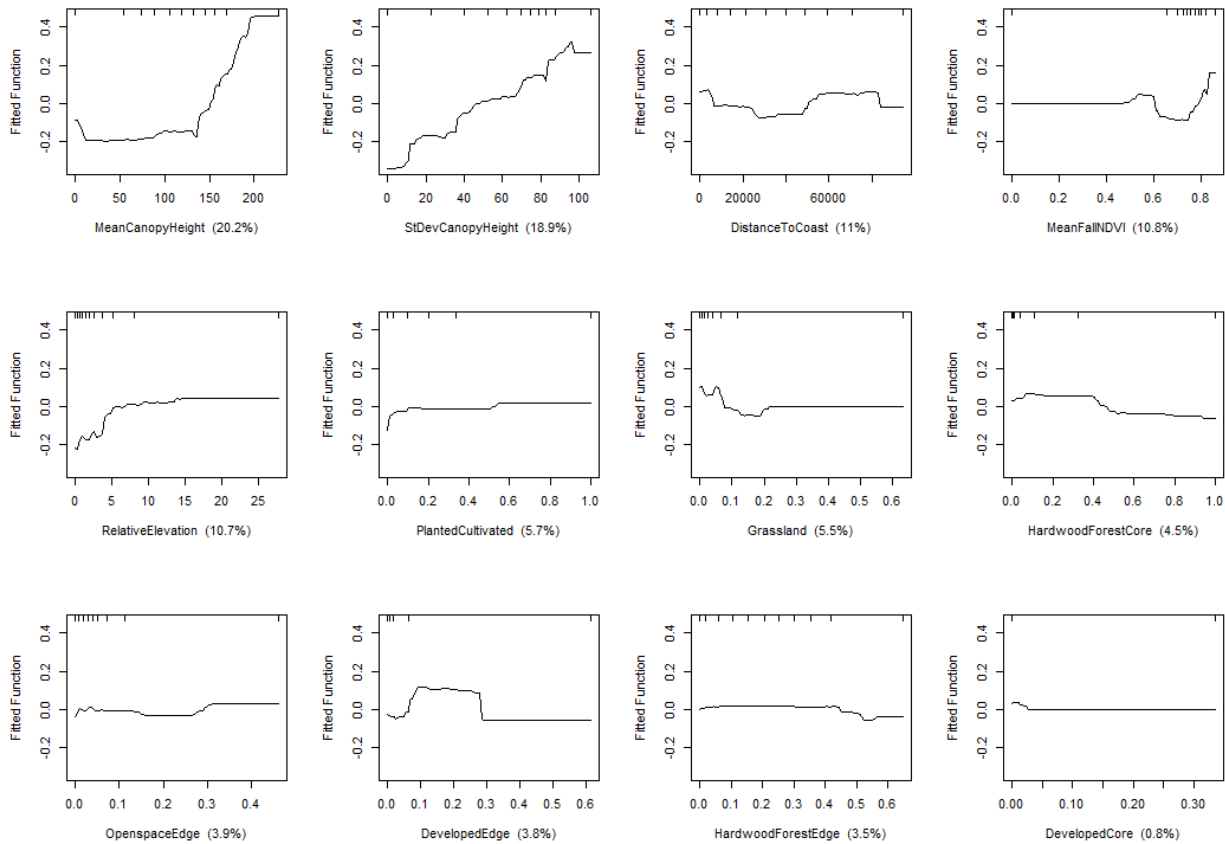 Fitted Function
-0.2 0.0 0.2 0.4
0 50 100 150 200
MeanCanopyHeight (20.2%)
Fitted Function
-0.2 0.0 0.2 0.4
0 20 40 60 80 100
StDevCanopyHeight (18.9%)
Fitted Function
-0.2 0.0 0.2 0.4
0 20000 60000
DistanceToCoast (11%)
Fitted Function
-0.2 0.0 0.2 0.4
0.0 0.2 0.4 0.6 0.8
MeanFallNDVI (10.8%)
Fitted Function
-0.2 0.0 0.2 0.4
0 5 10 15 20 25
RelativeElevation (10.7%)
Fitted Function
-0.2 0.0 0.2 0.4
0.0 0.2 0.4 0.6 0.8 1.0
PlantedCultivated (5.7%)
Fitted Function
-0.2 0.0 0.2 0.4
0.0 0.1 0.2 0.3 0.4 0.5 0.6
Grassland (5.5%)
Fitted Function
-0.2 0.0 0.2 0.4
0.0 0.2 0.4 0.6 0.8 1.0
HardwoodForestCore (4.5%)
Fitted Function
-0.2 0.0 0.2 0.4
0.0 0.1 0.2 0.3 0.4
OpenspaceEdge (3.9%)
Fitted Function
-0.2 0.0 0.2 0.4
0.0 0.1 0.2 0.3 0.4 0.5 0.6
DevelopedEdge (3.8%)
Fitted Function
-0.2 0.0 0.2 0.4
0.0 0.1 0.2 0.3 0.4 0.5 0.6
HardwoodForestEdge (3.5%)
Fitted Function
-0.2 0.0 0.2 0.4
0.00 0.10 0.20 0.30
DevelopedCore (0.8%)